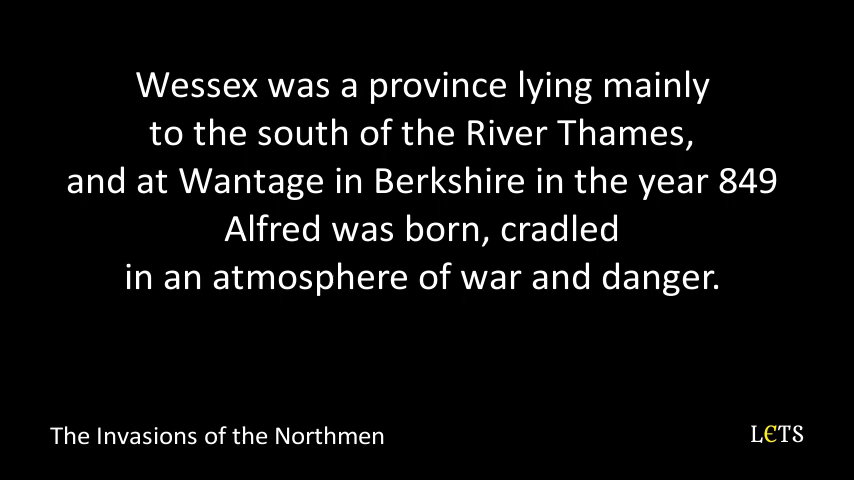 Wessex was a province lying mainly
to the south of the River Thames,
and at Wantage in Berkshire in the year 849
Alfred was born, cradled
in an atmosphere of war and danger.
The Invasions of the Northmen
LЄTS